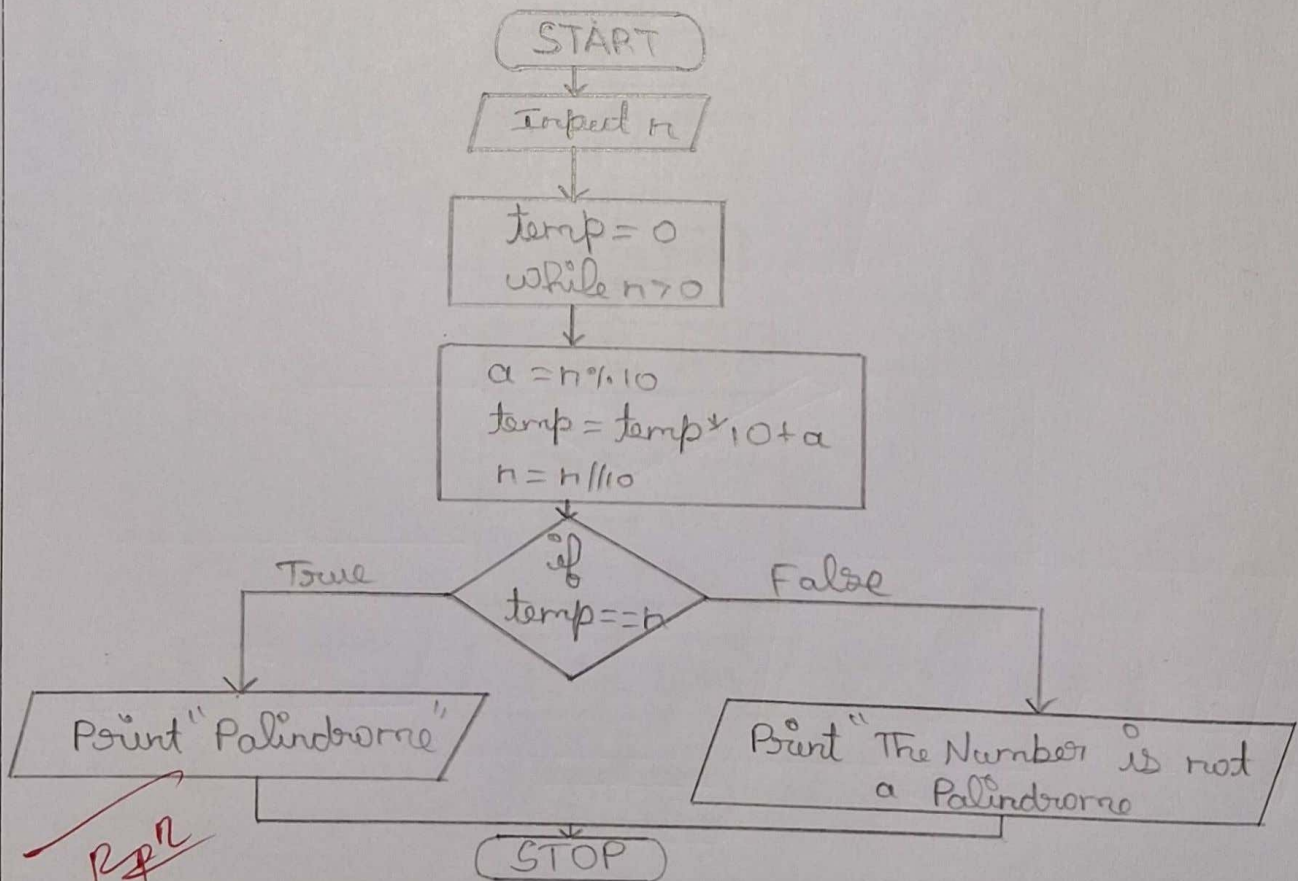 START
Input n
temp = 0
while n>0
a = n%10
temp = temp*10+a
n = n//10
if
temp==n
True
False
Print "Palindrome"
Print "The Number is not
a Palindrome
STOP